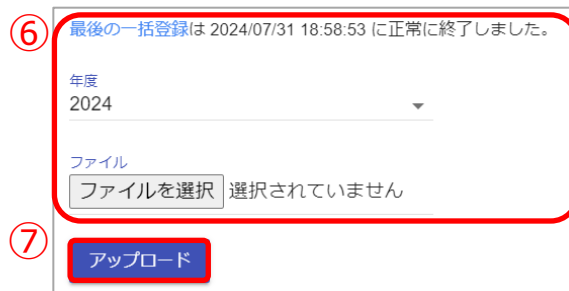 ⑥
最後の一括登録は 2024/07/31 18:58:53 に正常に終了しました。
年度
2024
ファイル
ファイルを選択 選択されていません
⑦
アップロード